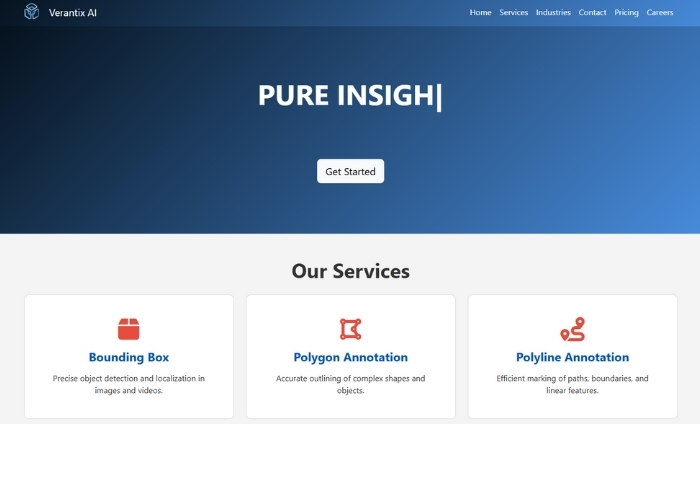 Verantix AI
Home Services Industries Contact Pricing Careers
PURE INSIGH|
Get Started
Our Services
Bounding Box
Precise object detection and localization in
images and videos.
Polygon Annotation
Accurate outlining of complex shapes and
objects.
Polyline Annotation
Efficient marking of paths, boundaries, and
linear features.